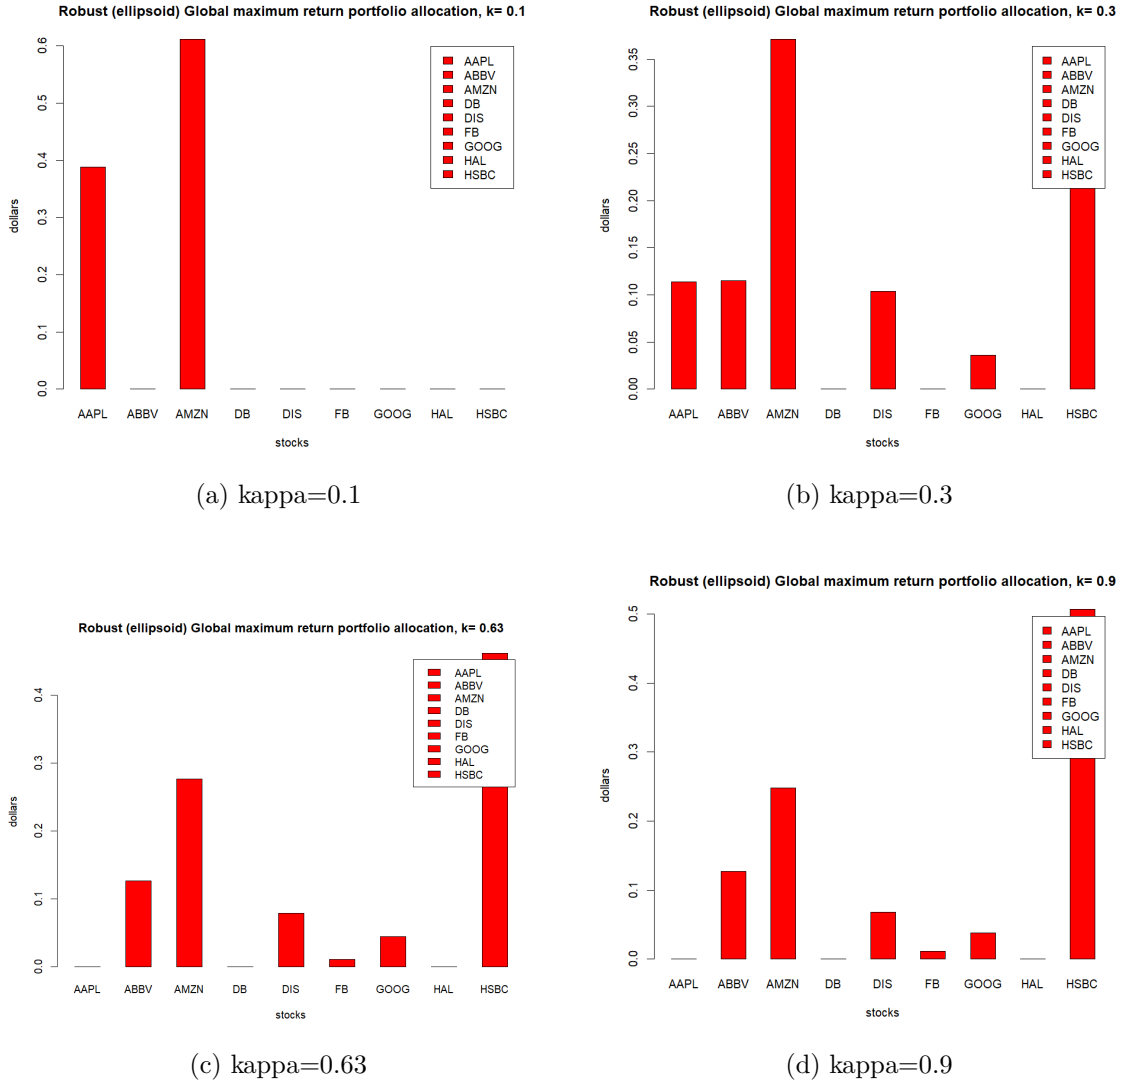 Robust (ellipsoid) Global maximum return portfolio allocation, k= 0.1
0.6
0.5
0.4
0.3
0.2
0.1
0.0
dollars
AAPL
ABBV
AMZN
DB
DIS
FB
GOOG
HAL
HSBC
AAPL ABBV AMZN DB DIS FB GOOG HAL HSBC
stocks
(a) kappa=0.1
Robust (ellipsoid) Global maximum return portfolio allocation, k= 0.3
0.35
0.30
0.25
0.20
0.15
0.10
0.05
0.00
dollars
AAPL
ABBV
AMZN
DB
DIS
FB
GOOG
HAL
HSBC
AAPL ABBV AMZN DB DIS FB GOOG HAL HSBC
stocks
(b) kappa=0.3
Robust (ellipsoid) Global maximum return portfolio allocation, k= 0.63
0.4
0.3
0.2
0.1
0.0
dollars
AAPL
ABBV
AMZN
DB
DIS
FB
GOOG
HAL
HSBC
AAPL ABBV AMZN DB DIS FB GOOG HAL HSBC
stocks
(c) kappa=0.63
Robust (ellipsoid) Global maximum return portfolio allocation, k= 0.9
0.5
0.4
0.3
0.2
0.1
0.0
dollars
AAPL
ABBV
AMZN
DB
DIS
FB
GOOG
HAL
HSBC
AAPL ABBV AMZN DB DIS FB GOOG HAL HSBC
stocks
(d) kappa=0.9